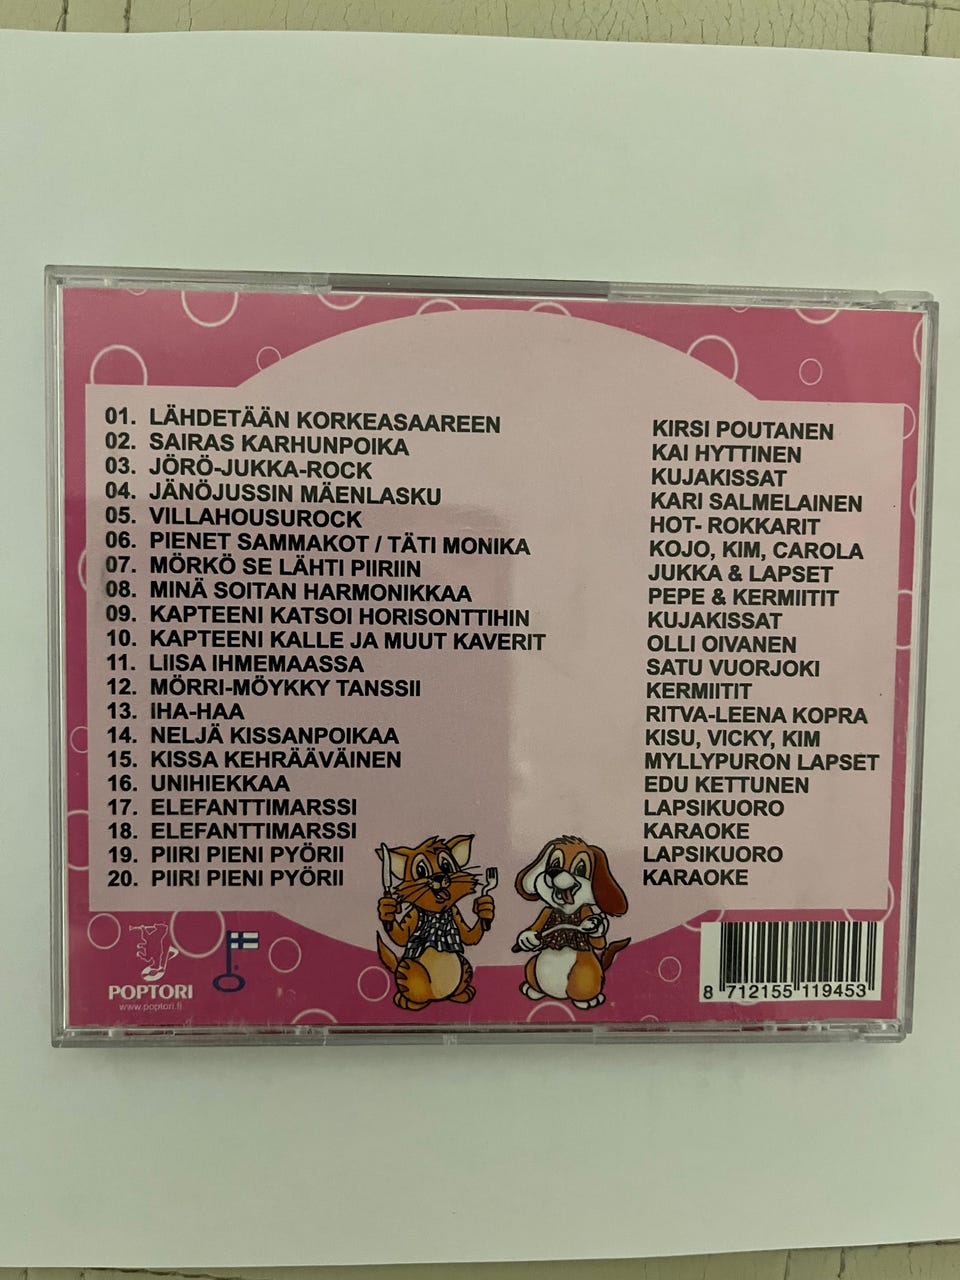 01. LÄHDETÄÄN KORKEASAAREEN KIRSI POUTANEN
02. SAIRAS KARHUNPOIKA KAI HYTTINEN
03. JÖRÖ-JUKKA-ROCK KUJAKISSAT
04. JÄNÖJUSSIN MÄENLASKU KARI SALMELAINEN
05. VILLAHOUSUROCK HOT- ROKKARIT
06. PIENET SAMMAKOT / TÄTI MONIKA KOJO, KIM, CAROLA
07. MÖRKÖ SE LÄHTI PIIRIIN JUKKA & LAPSET
08. MINÄ SOITAN HARMONIKKAA PEPE & KERMIITIT
09. KAPTEENI KATSOI HORISONTTIHIN KUJAKISSAT
10. KAPTEENI KALLE JA MUUT KAVERIT OLLI OIVANEN
11. LIISA IHMEMAASSA SATU VUORJOKI
12. MÖRRI-MÖYKKY TANSSII KERMIITIT
13. IHA-HAA RITVA-LEENA KOPRA
14. NELJÄ KISSANPOIKAA KISU, VICKY, KIM
15. KISSA KEHRÄÄVÄINEN MYLLYPURON LAPSET
16. UNIHIEKKAA EDU KETTUNEN
17. ELEFANTTIMARSSI LAPSIKUORO
18. ELEFANTTIMARSSI KARAOKE
19. PIIRI PIENI PYÖRII LAPSIKUORO
20. PIIRI PIENI PYÖRII KARAOKE
POPTORI
www.poptori.fi
8 712155 119453